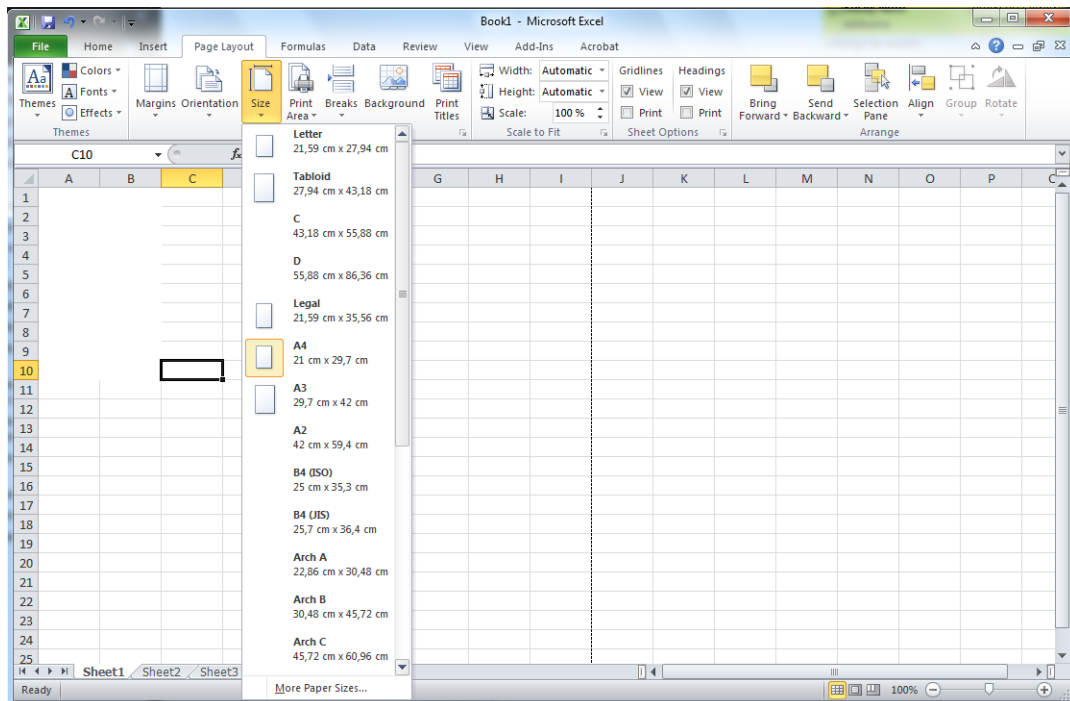 Book1 - Microsoft Excel
File Home Insert Page Layout Formulas Data Review View Add-Ins Acrobat
Colors
Fonts
Effects
Themes
Themes
Margins Orientation Size Print Area Breaks Background Print Titles
Width: Automatic
Height: Automatic
Scale: 100 %
Scale to Fit
Gridlines Headings
View View
Print Print
Sheet Options
Bring Forward Send Backward Selection Pane Align Group Rotate
Arrange
C10
A B C G H I J K L M N O P
1
2
3
4
5
6
7
8
9
10
11
12
13
14
15
16
17
18
19
20
21
22
23
24
25
Letter
21,59 cm x 27,94 cm
Tabloid
27,94 cm x 43,18 cm
C
43,18 cm x 55,88 cm
D
55,88 cm x 86,36 cm
Legal
21,59 cm x 35,56 cm
A4
21 cm x 29,7 cm
A3
29,7 cm x 42 cm
A2
42 cm x 59,4 cm
B4 (ISO)
25 cm x 35,3 cm
B4 (JIS)
25,7 cm x 36,4 cm
Arch A
22,86 cm x 30,48 cm
Arch B
30,48 cm x 45,72 cm
Arch C
45,72 cm x 60,96 cm
More Paper Sizes...
Sheet1 Sheet2 Sheet3
Ready
100%